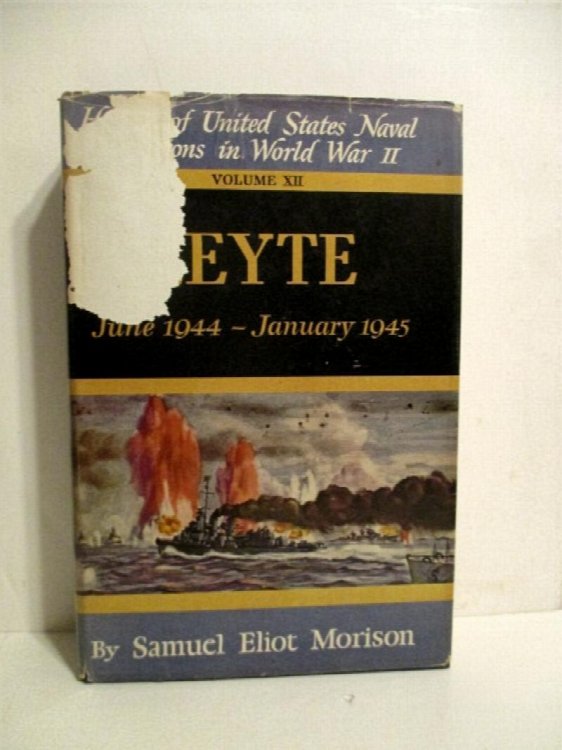 of United States Naval
in World War II
VOLUME XII
EYTE
June 1944 – January 1945
By Samuel Eliot Morison